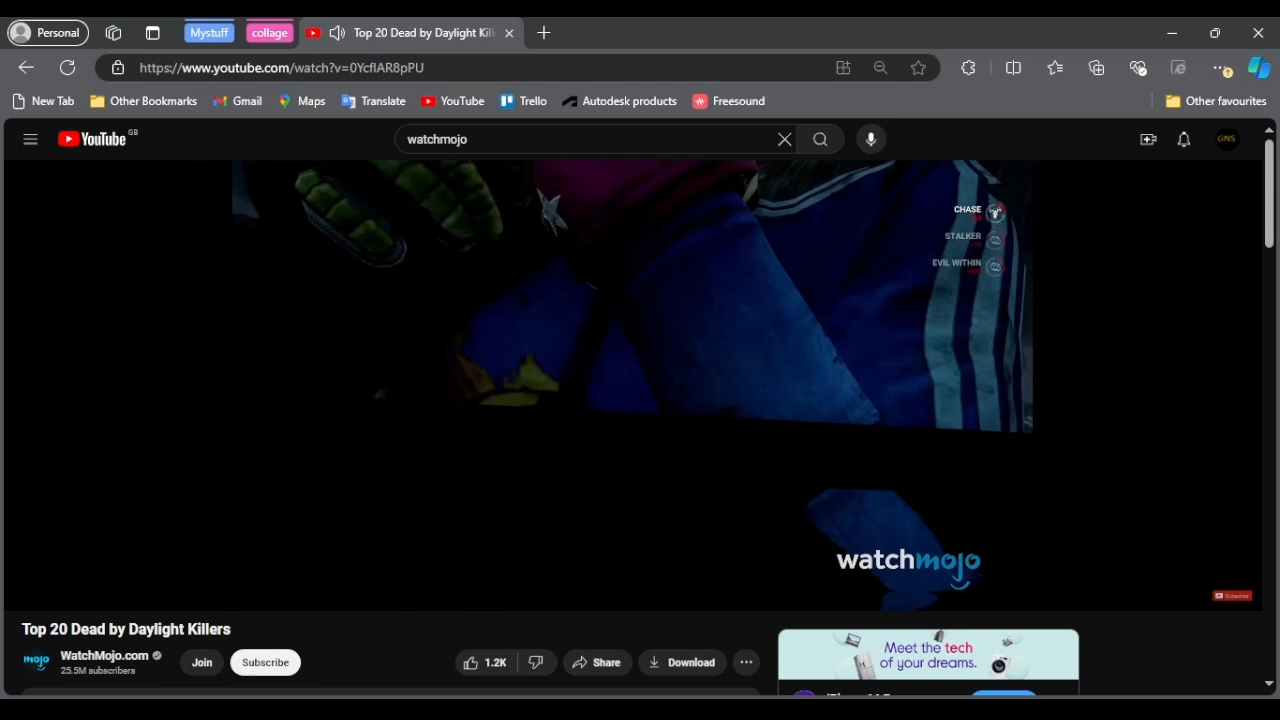 Personal
Mystuff
collage
Top 20 Dead by Daylight Kill
https://www.youtube.com/watch?v=0YcflAR8pPU
New Tab
Other Bookmarks
Gmail
Maps
Translate
YouTube
Trello
Autodesk products
Freesound
Other favourites
YouTube GB
watchmojo
GNS
CHASE
STALKER
EVIL WITHIN
watchmojo
Subscribe
Top 20 Dead by Daylight Killers
mojo
WatchMojo.com
25.5M subscribers
Join
Subscribe
1.2K
Share
Download
Meet the tech
of your dreams.